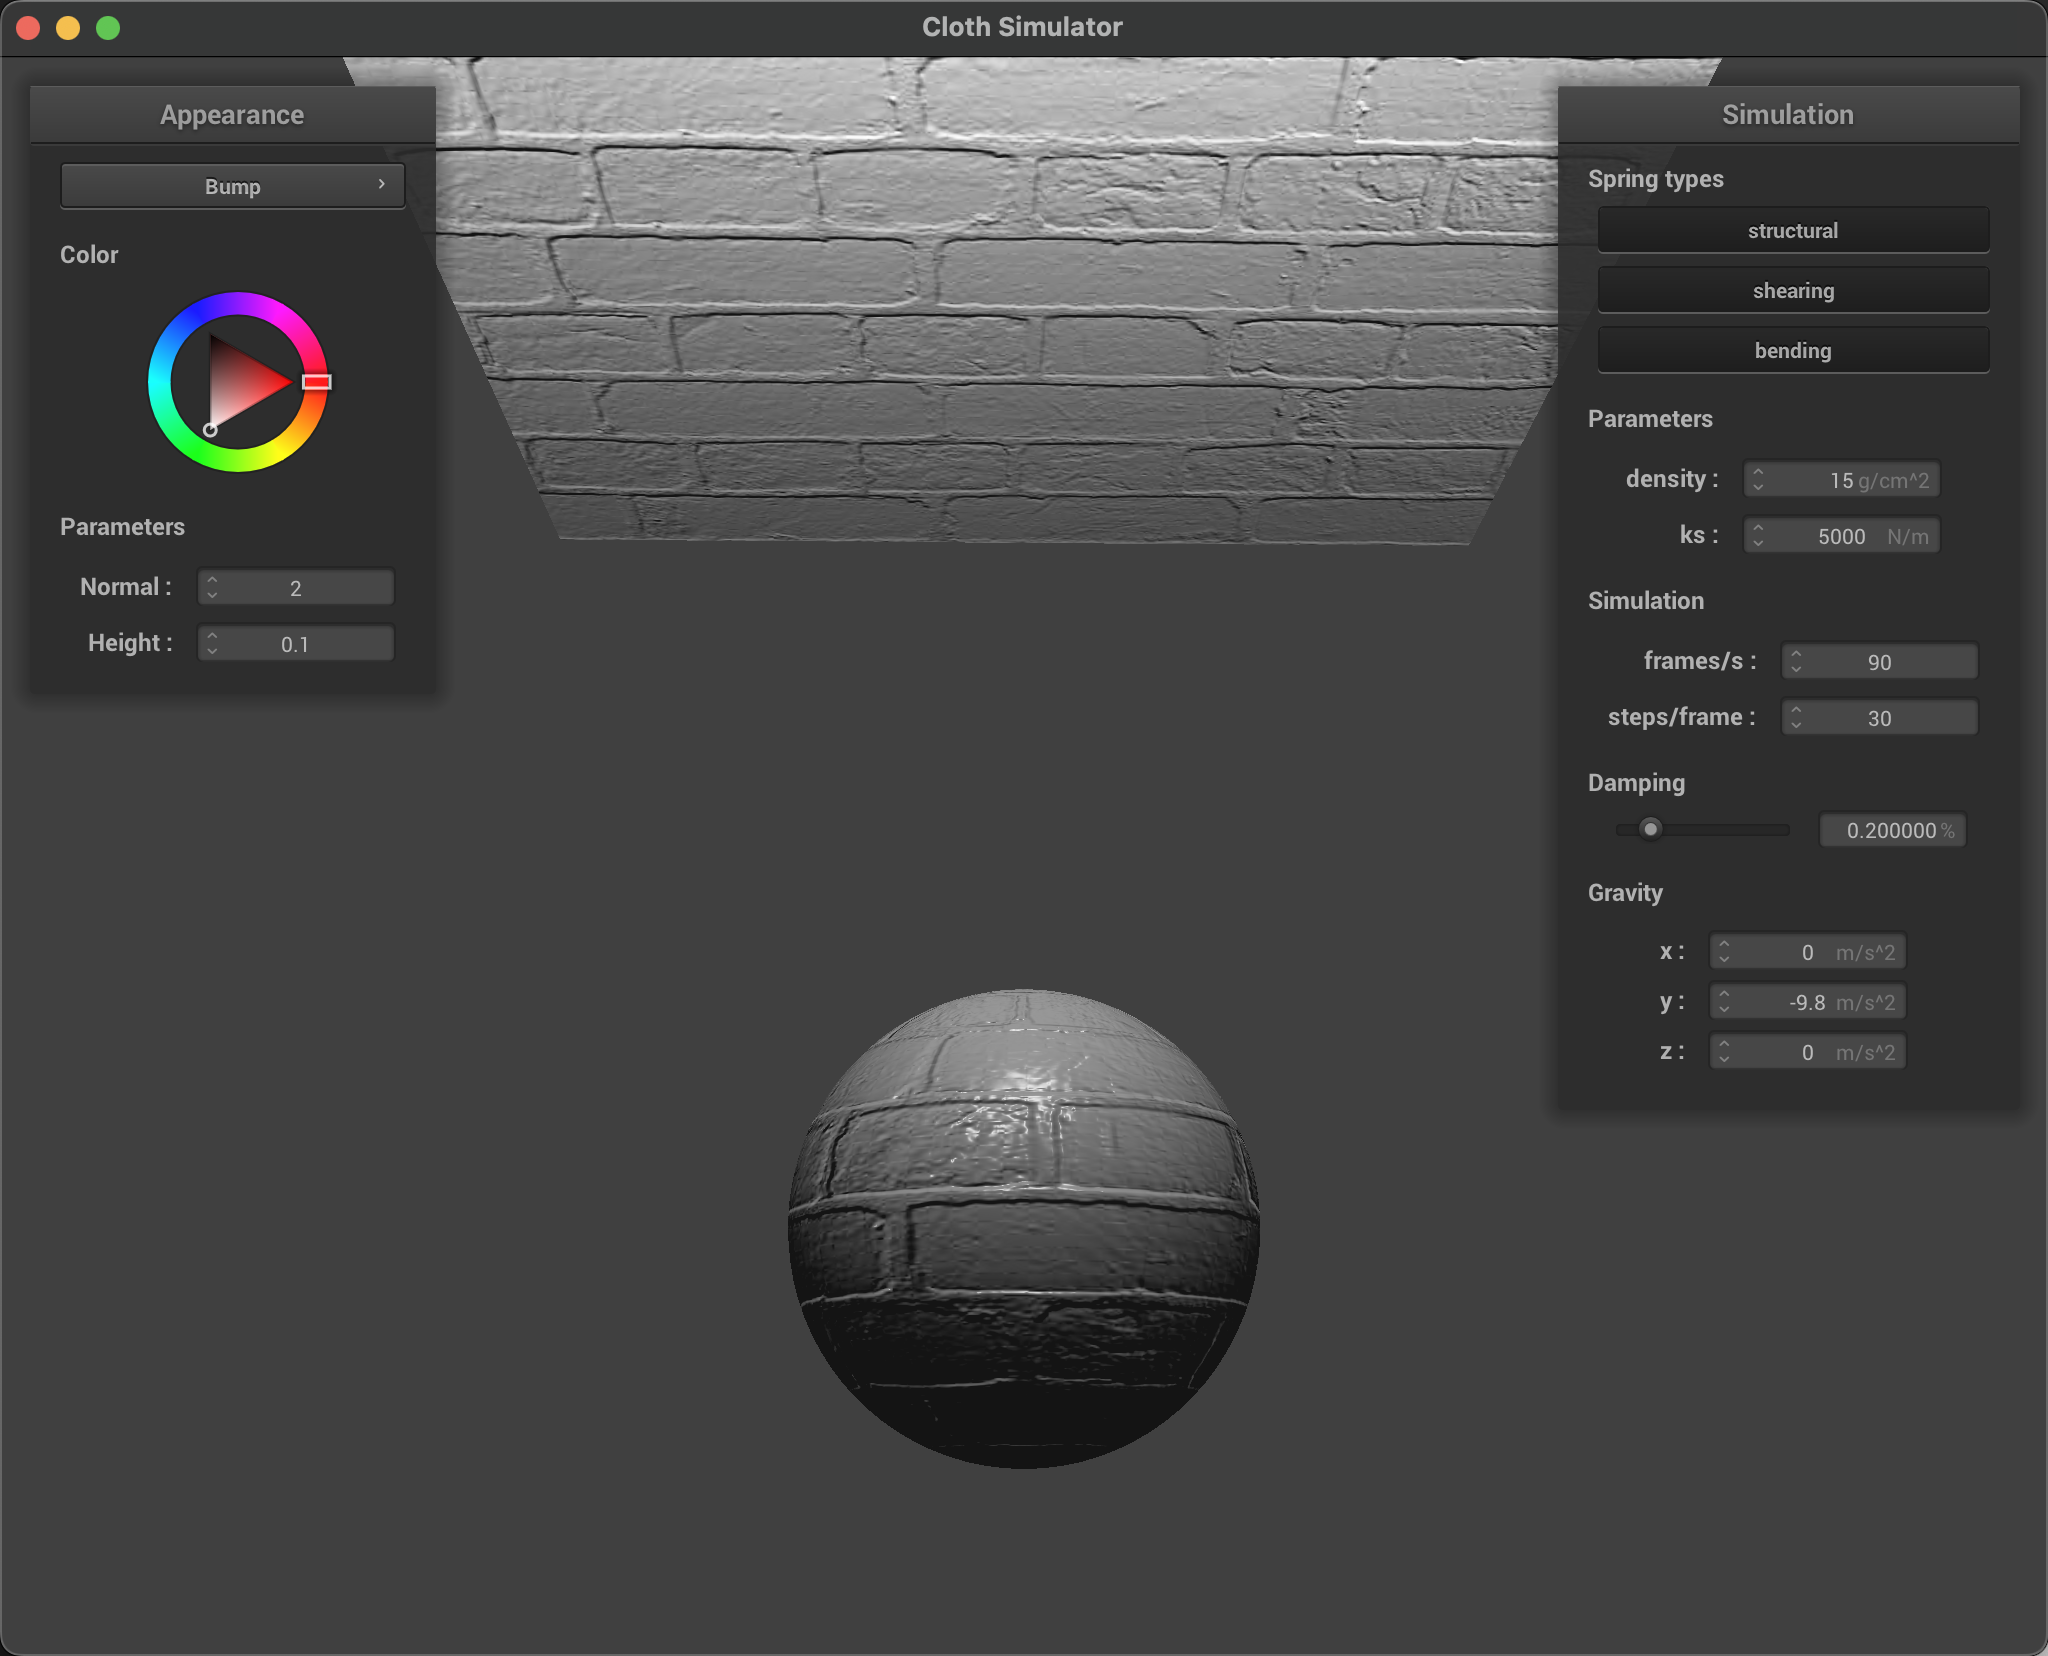 Cloth Simulator
Appearance
Bump
Color
Parameters
Normal : 2
Height : 0.1
Simulation
Spring types
structural
shearing
bending
Parameters
density : 15 g/cm^2
ks : 5000 N/m
Simulation
frames/s : 90
steps/frame : 30
Damping
0.200000 %
Gravity
x : 0 m/s^2
y : -9.8 m/s^2
z : 0 m/s^2